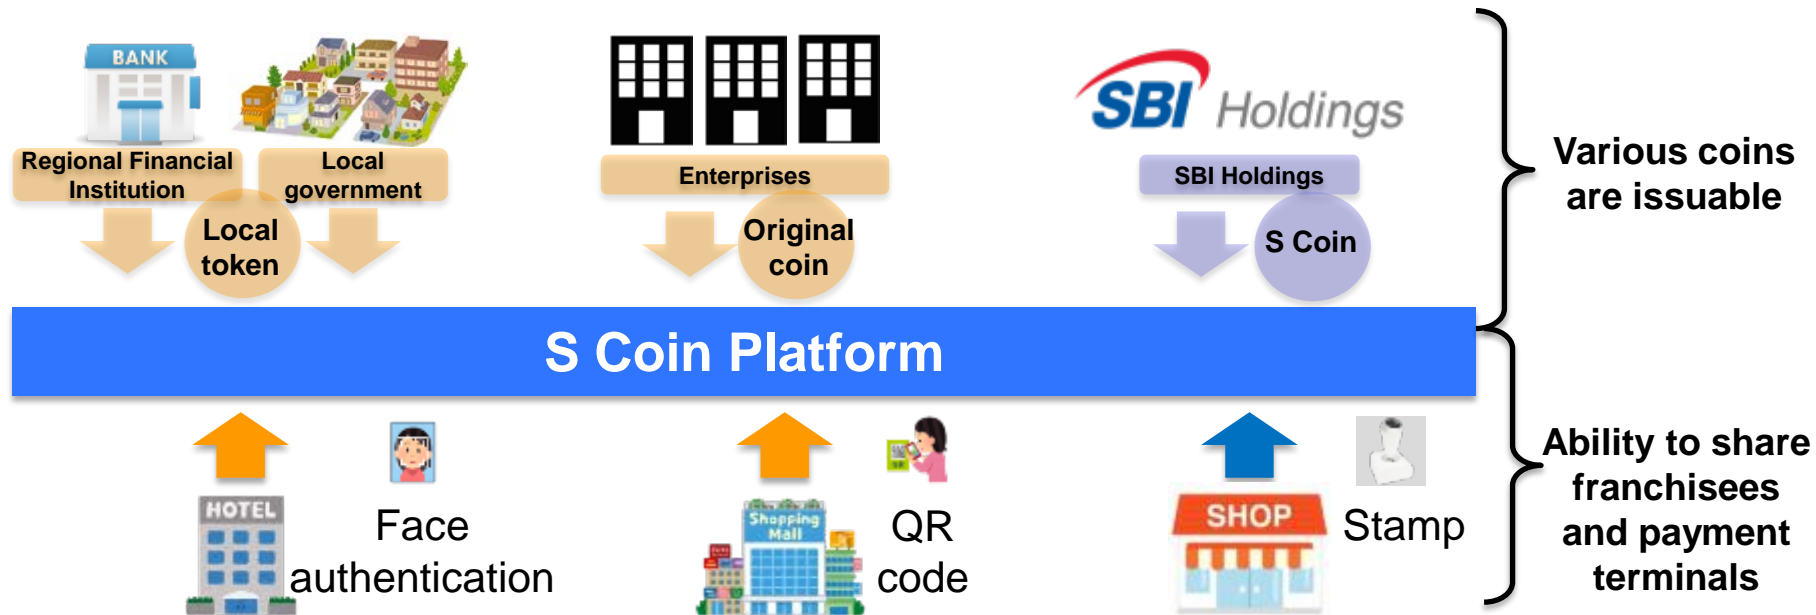 BANK
SBI Holdings
Regional Financial
Institution
Local
government
Enterprises
SBI Holdings
Local
token
Original
coin
S Coin
Various coins
are issuable
S Coin Platform
HOTEL
Face
authentication
Shopping
Mall
QR
QR
code
SHOP
Stamp
Ability to share
franchisees
and payment
terminals